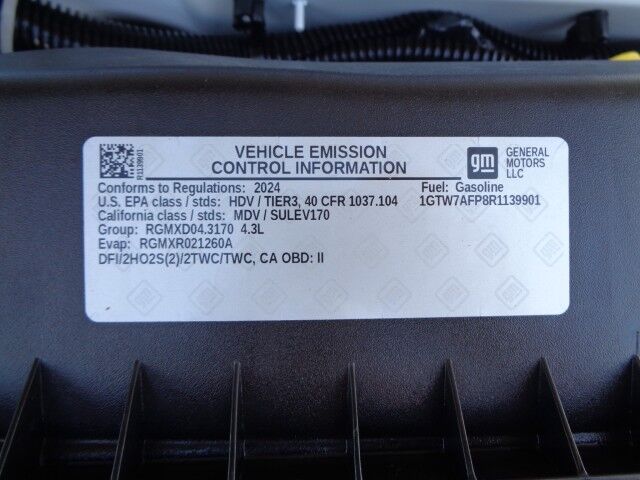 R1139901
VEHICLE EMISSION
CONTROL INFORMATION
gm
GENERAL
MOTORS
LLC
Conforms to Regulations: 2024
Fuel: Gasoline
U.S. EPA class / stds: HDV / TIER3, 40 CFR 1037.104
1GTW7AFP8R1139901
California class / stds: MDV / SULEV170
Group: RGMXD04.3170 4.3L
Evap: RGMXR021260A
DFI/2HO2S(2)/2TWC/TWC, CA OBD: II